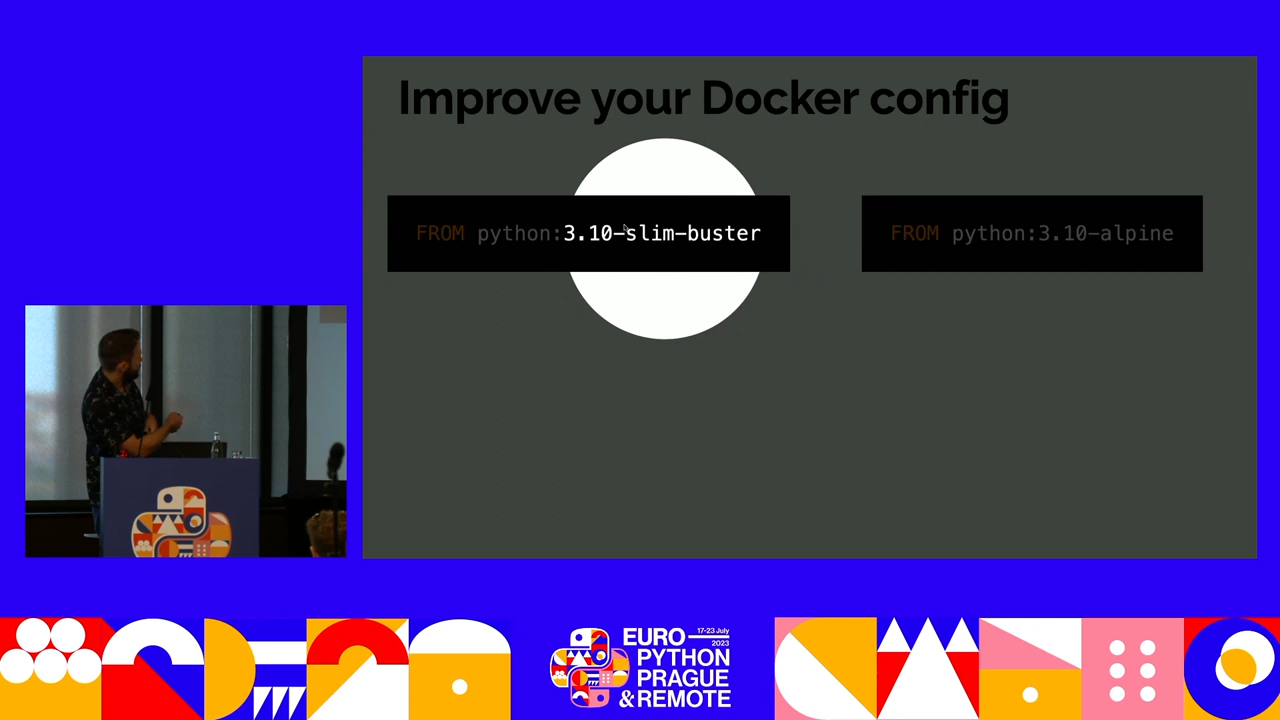 Improve your Docker config
FROM python:3.10-slim-buster
FROM python:3.10-alpine
EURO
17-23 July
2023
PYTHON
PRAGUE
&REMOTE